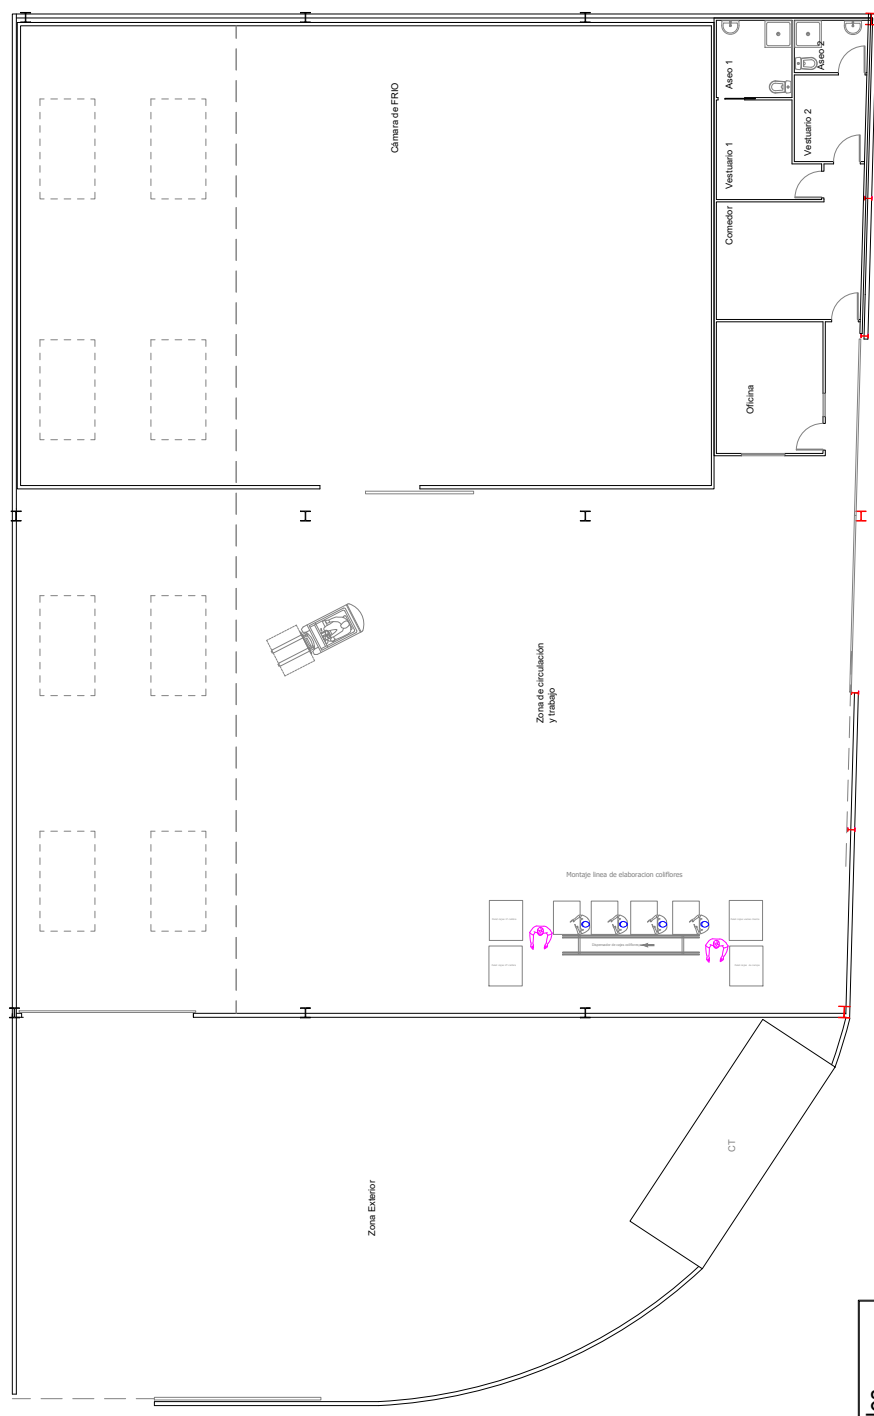 Cámara de FRIO
Aseo 1
Aseo 2
Vestuario 1
Vestuario 2
Comedor
Oficina
Zona de circulación
y trabajo
Montaje linea de elaboracion coliflores
CT
Zona Exterior